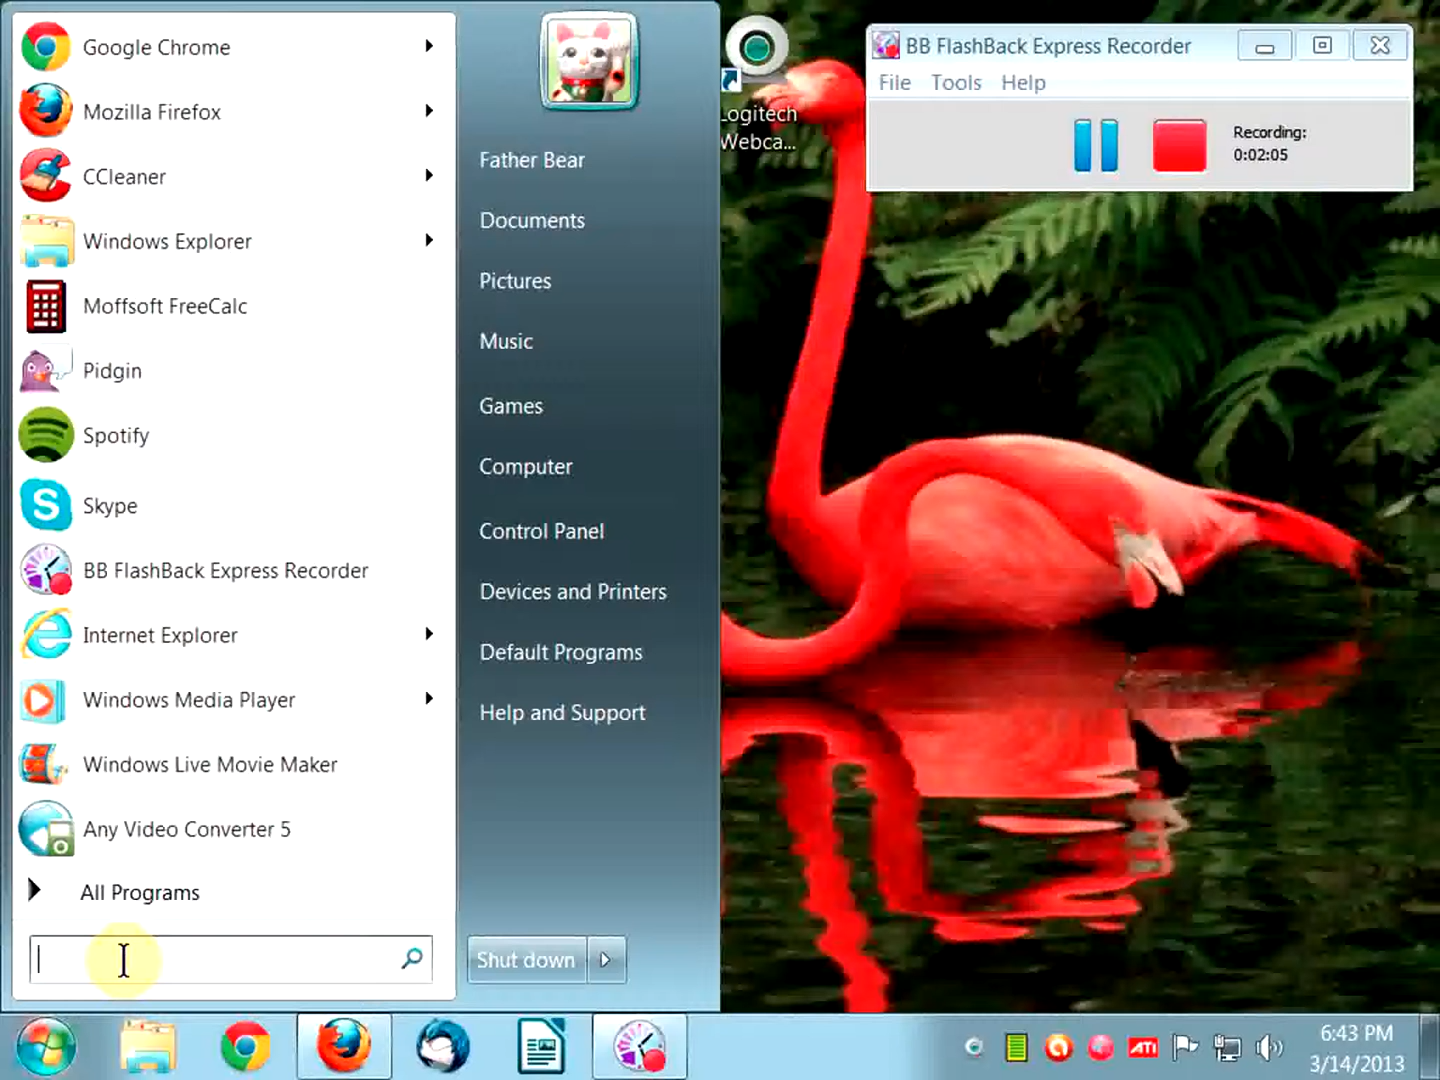 Google Chrome
Mozilla Firefox
CCleaner
Windows Explorer
Moffsoft FreeCalc
Pidgin
Spotify
Skype
BB FlashBack Express Recorder
Internet Explorer
Windows Media Player
Windows Live Movie Maker
Any Video Converter 5
All Programs
Father Bear
Documents
Pictures
Music
Games
Computer
Control Panel
Devices and Printers
Default Programs
Help and Support
Shut down
Logitech
Webca...
BB FlashBack Express Recorder
File Tools Help
Recording:
0:02:05
ATI
6:43 PM
3/14/2013